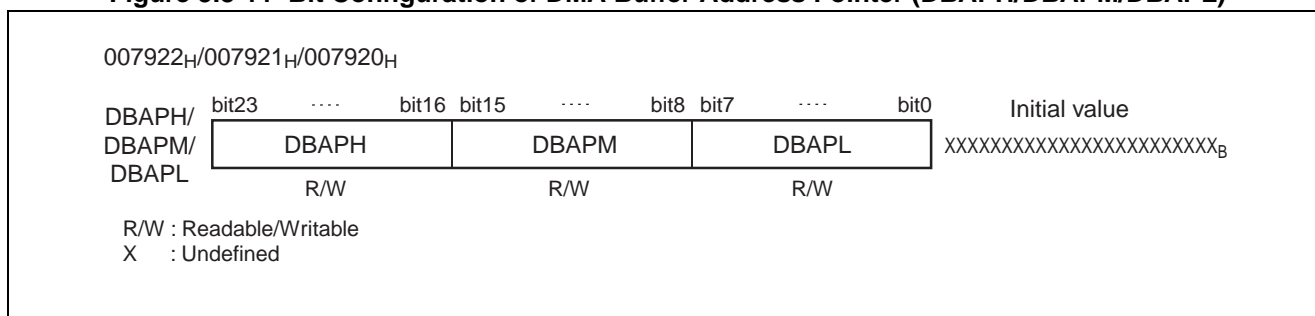 Figure 3.5-11 Bit Configuration of DMA Buffer Address Pointer (DBAPH/DBAPM/DBAPL)
007922H/007921H/007920H
DBAPH/
DBAPM/
DBAPL
bit23 ···· bit16 bit15 ···· bit8 bit7 ···· bit0 Initial value
DBAPH DBAPM DBAPL XXXXXXXXXXXXXXXXXXXXXXXXB
R/W R/W R/W
R/W : Readable/Writable
X : Undefined